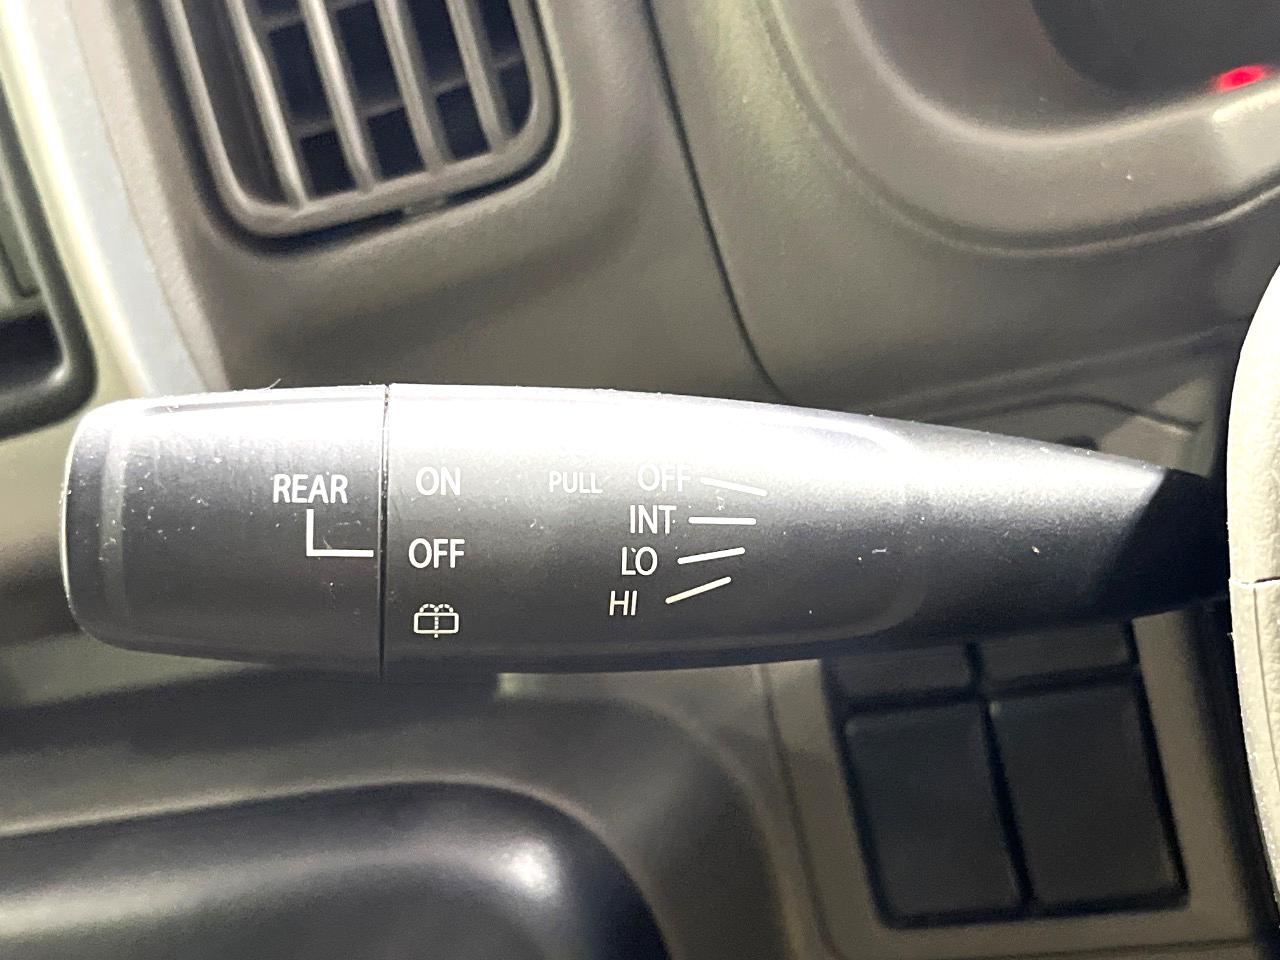 REAR
ON
OFF
PULL
OFF
INT
LO
HI